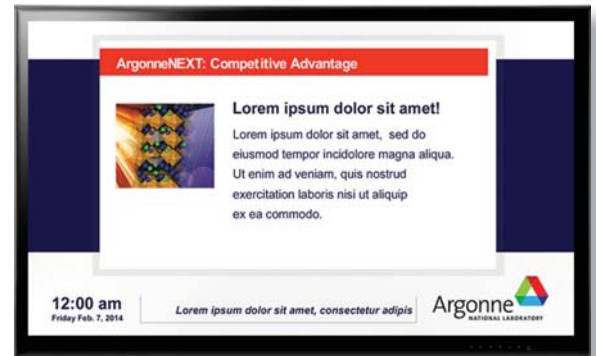 ArgonneNEXT: Competitive Advantage
Lorem ipsum dolor sit amet!
Lorem ipsum dolor sit amet, sed do
eiusmod tempor incidolore magna aliqua.
Ut enim ad veniam, quis nostrud
exercitation laboris nisi ut aliquip
ex ea commodo.
12:00 am
Friday Feb. 7, 2014
Lorem ipsum dolor sit amet, consectetur adipis
Argonne
NATIONAL LABORATORY